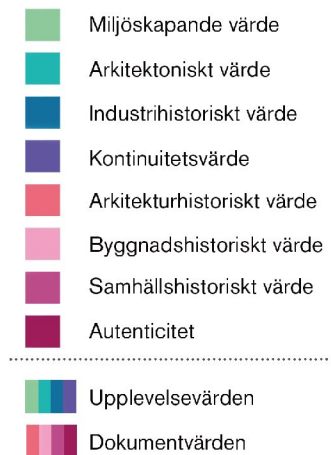 Miljöskapande värde
Arkitektoniskt värde
Industrihistoriskt värde
Kontinuitetsvärde
Arkitekturhistoriskt värde
Byggnadshistoriskt värde
Samhällshistoriskt värde
Autenticitet
Upplevelsevärden
Dokumentvärden